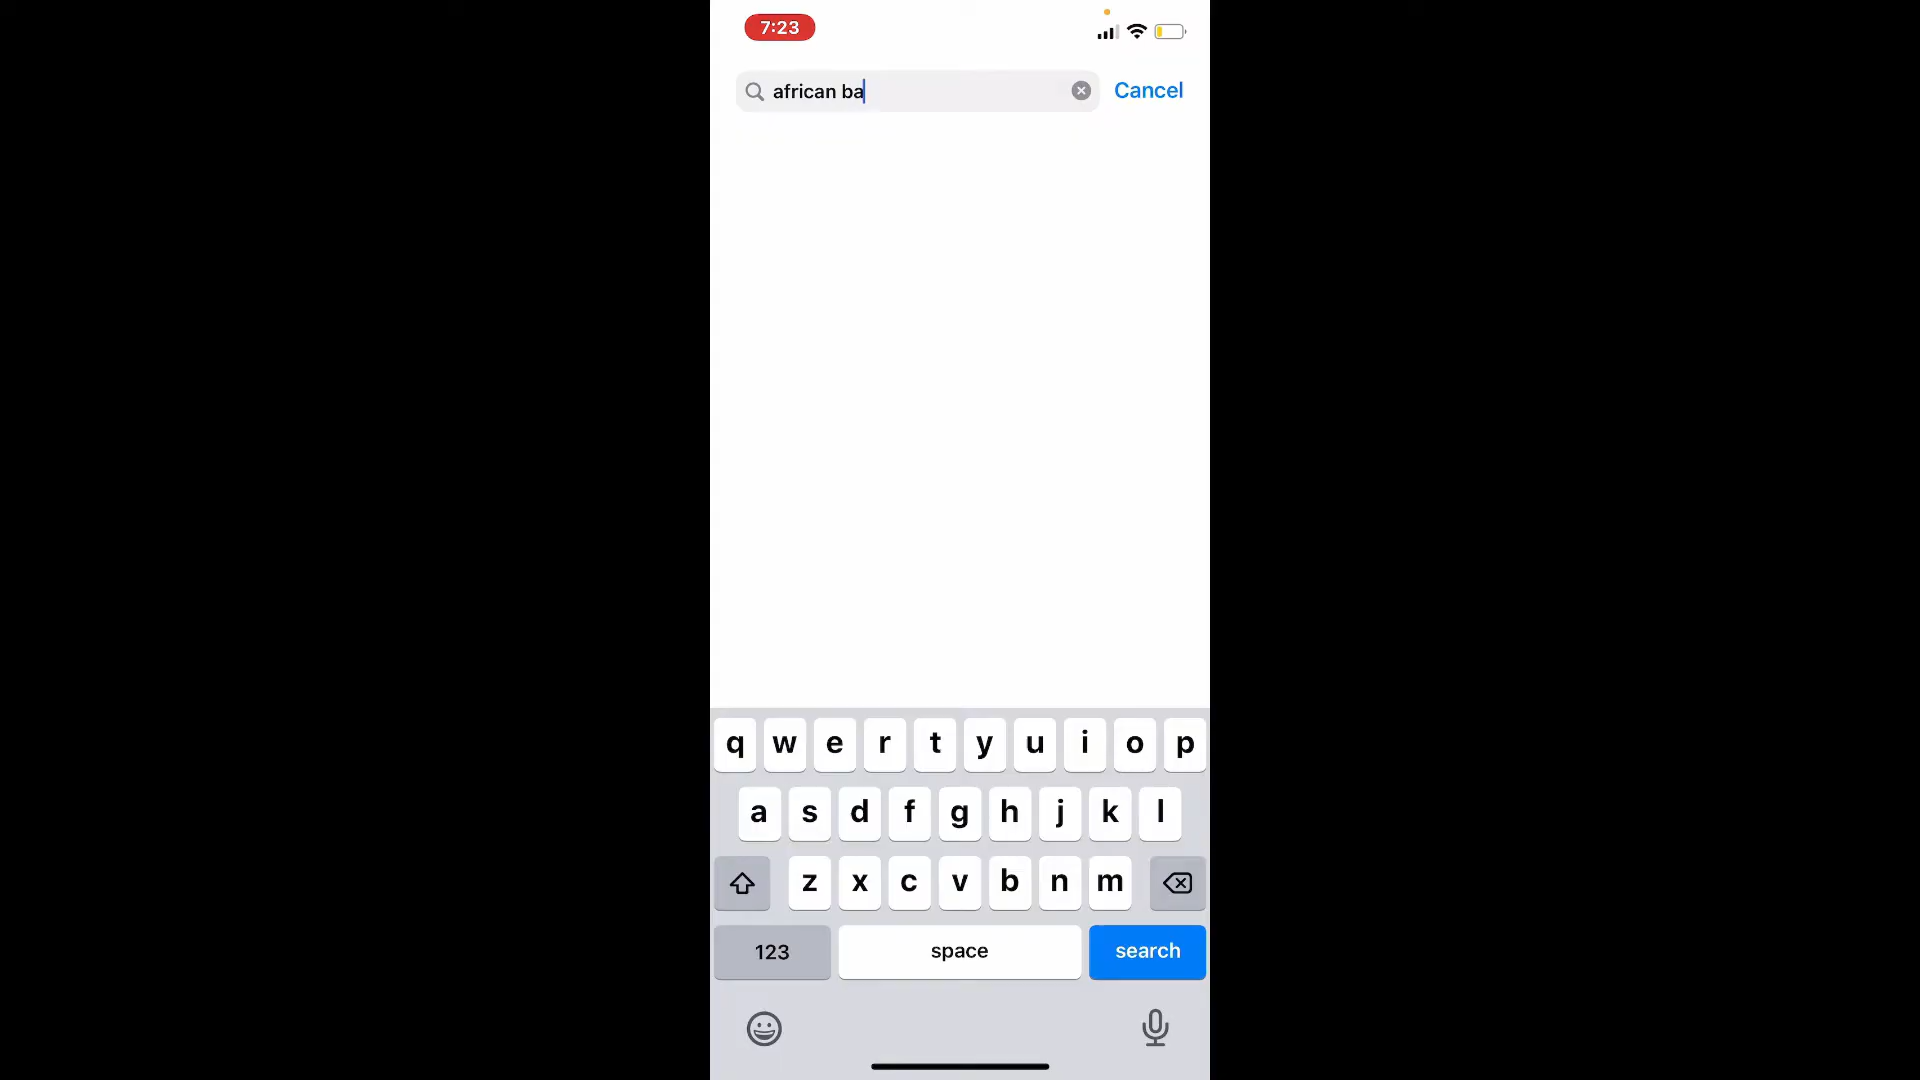 7:23
african ba
Cancel
q w e r t y u i o p
a s d f g h j k l
z x c v b n m
123 space search